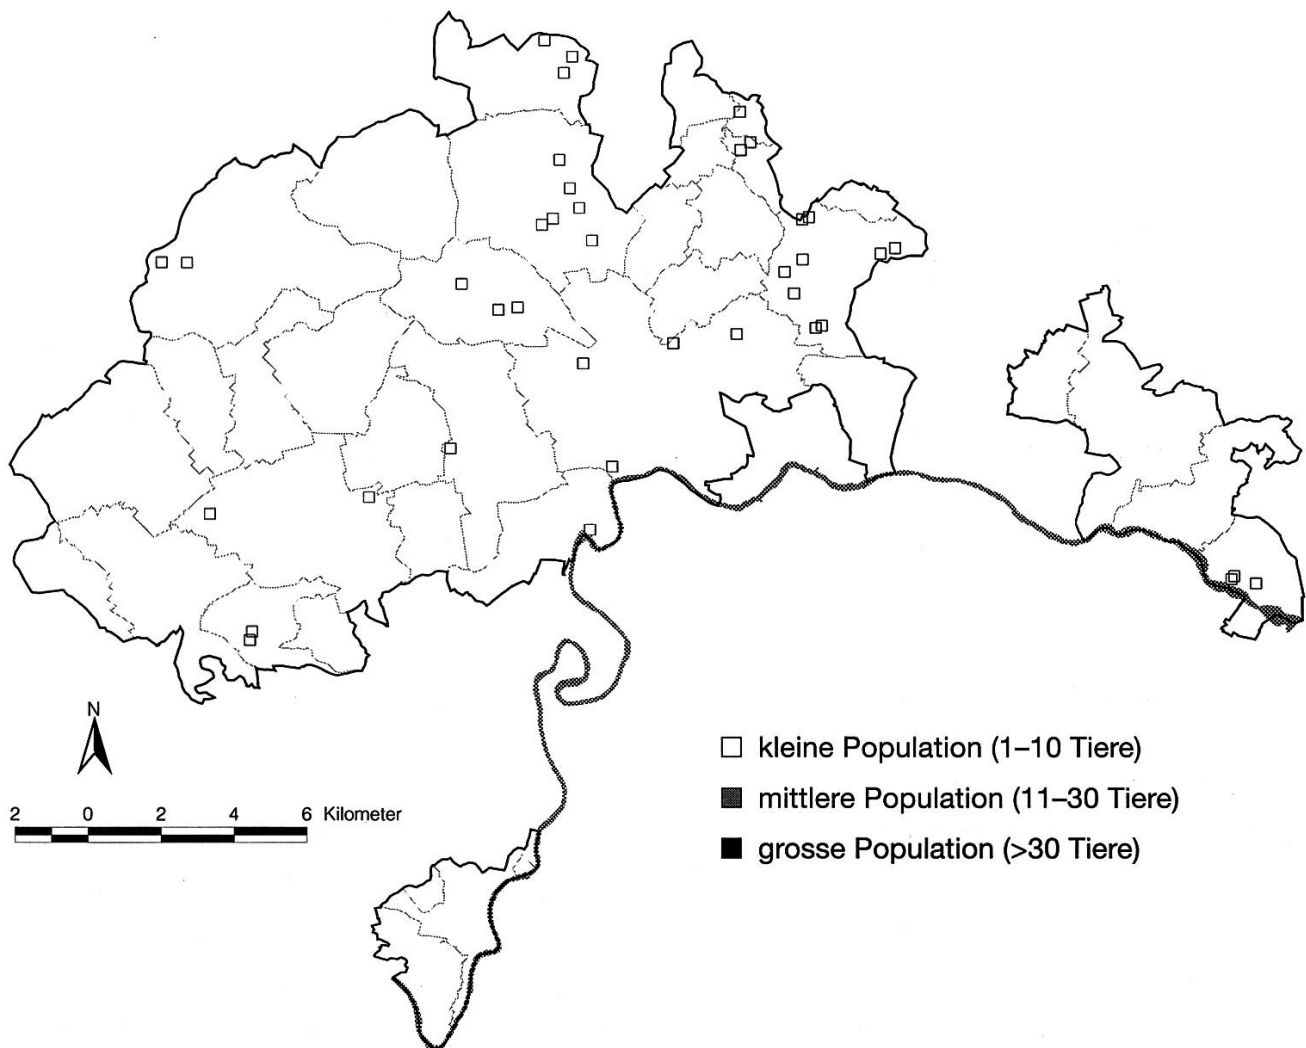 N
2 0 2 4 6 Kilometer
kleine Population (1–10 Tiere)
mittlere Population (11–30 Tiere)
grosse Population (>30 Tiere)